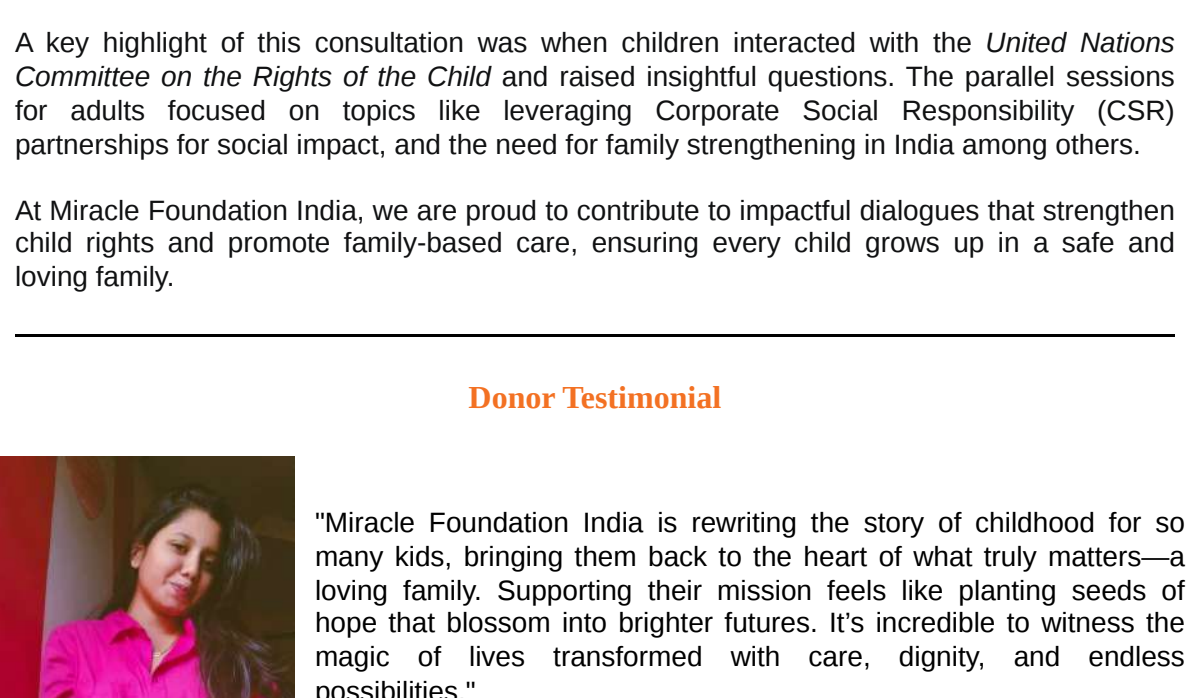 A key highlight of this consultation was when children interacted with the United Nations
Committee on the Rights of the Child and raised insightful questions. The parallel sessions
for adults focused on topics like leveraging Corporate Social Responsibility (CSR)
partnerships for social impact, and the need for family strengthening in India among others.
At Miracle Foundation India, we are proud to contribute to impactful dialogues that strengthen
child rights and promote family-based care, ensuring every child grows up in a safe and
loving family.
Donor Testimonial
"Miracle Foundation India is rewriting the story of childhood for so
many kids, bringing them back to the heart of what truly matters—a
loving family. Supporting their mission feels like planting seeds of
hope that blossom into brighter futures. It’s incredible to witness the
magic of lives transformed with care, dignity, and endless
possibilities."